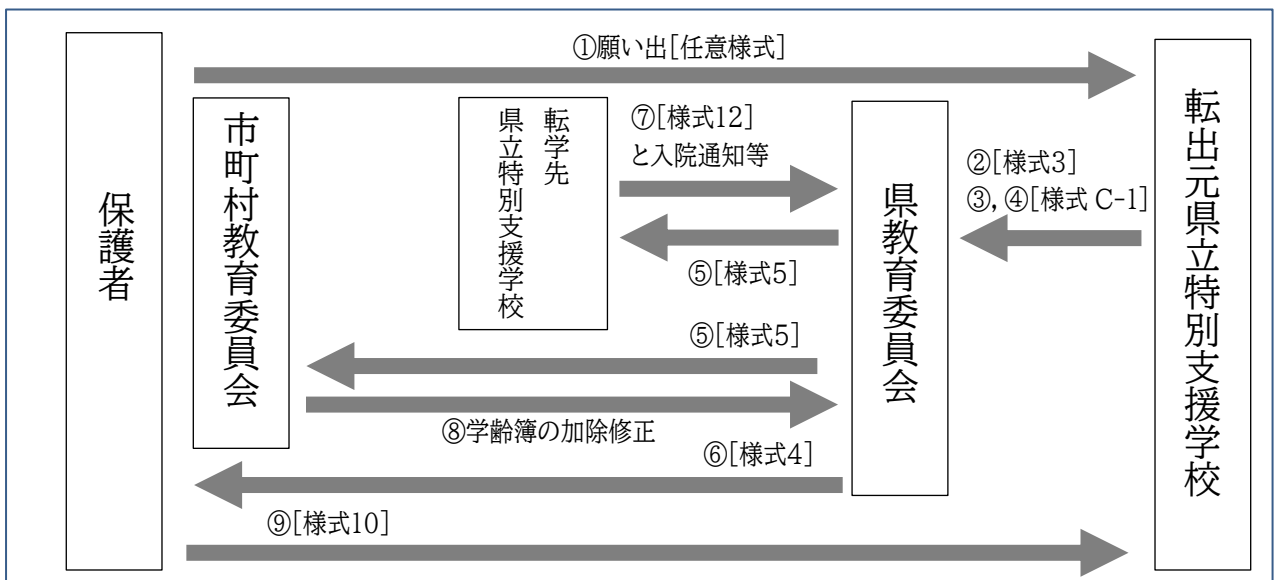 ①願い出[任意様式]
保護者
市町村教育委員会
転学先
県立特別支援学校
⑦[様式12]
と入院通知等
⑤[様式5]
県教育委員会
②[様式3]
③,④[様式 C-1]
転出元県立特別支援学校
⑤[様式5]
⑧学齢簿の加除修正
⑥[様式4]
⑨[様式10]